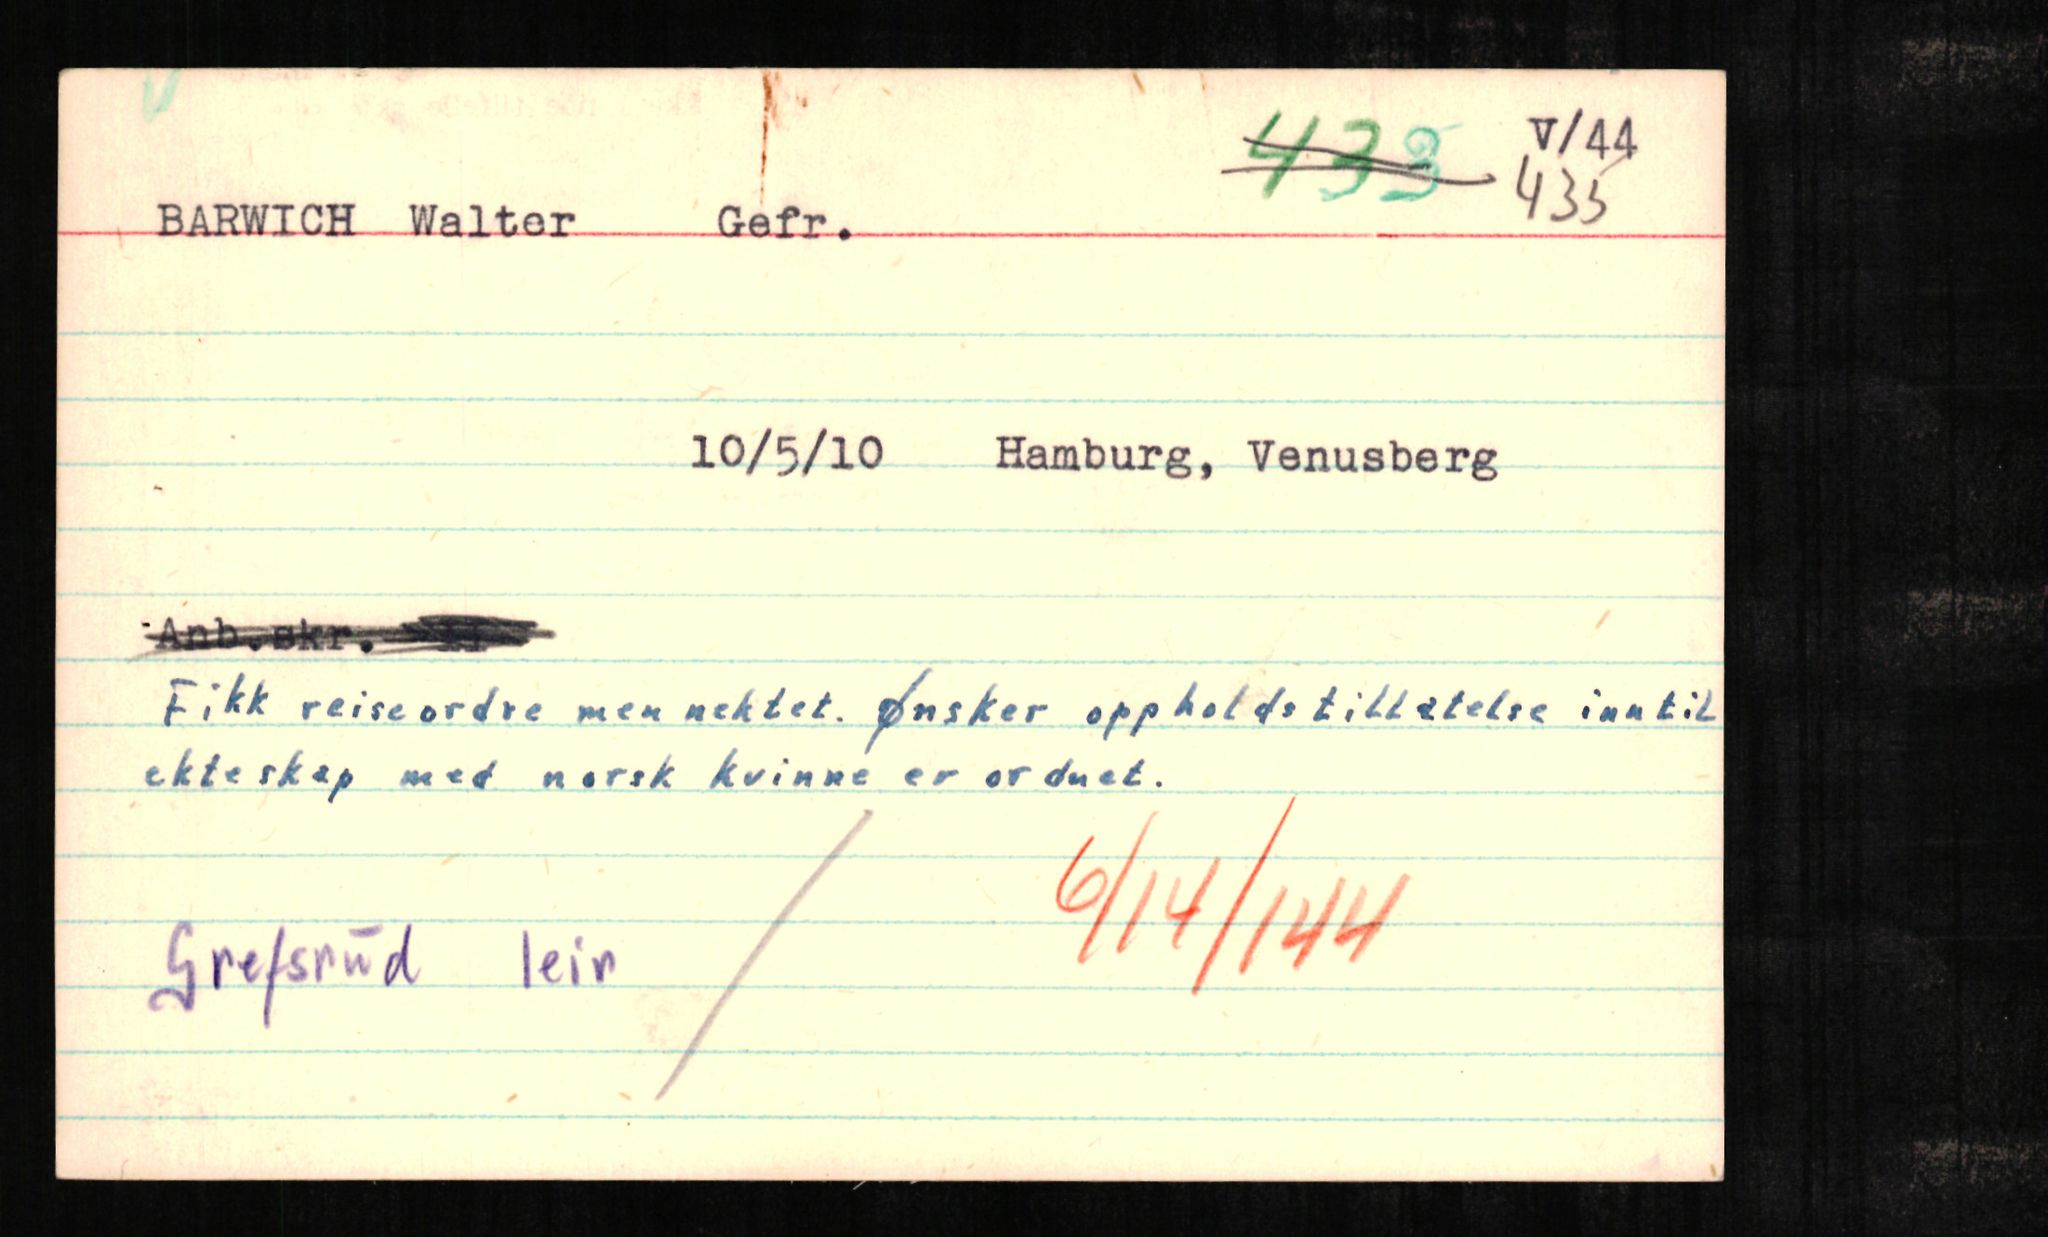 433 V/44
435
BARWICH Walter Gefr.
10/5/10 Hamburg, Venusberg
Anb.skr.
Fikk reiseordre men nektet. Ønsker oppholdstillatelse inntil
ekteskap med norsk kvinne er ordnet.
6/14/144
Grefsrud leir